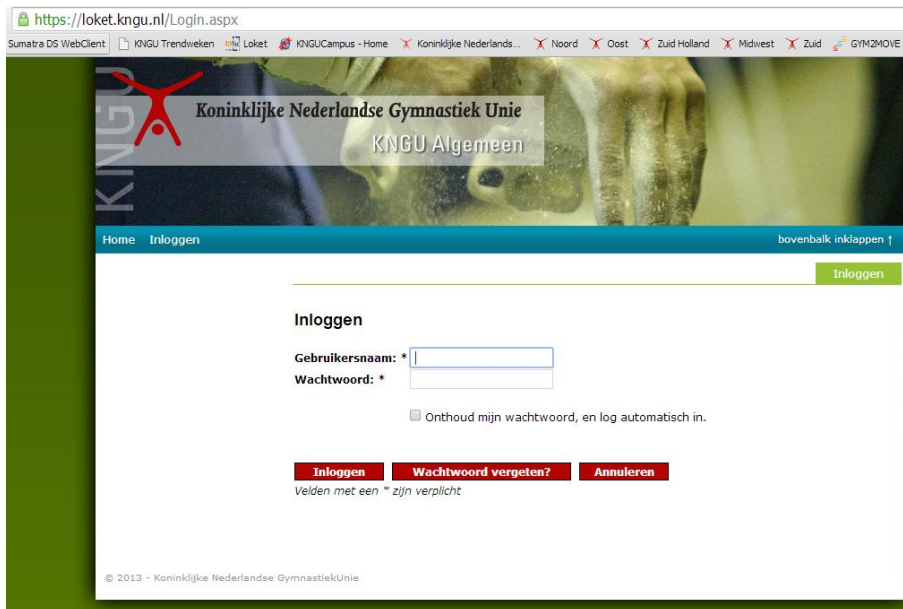 https://loket.kngu.nl/Login.aspx
Sumatra DS WebClient KNGU Trendweken Loket KNGUCampus - Home Koninklijke Nederlands... Noord Oost Zuid Holland Midwest Zuid GYM2MOVE
KNGU
Koninklijke Nederlandse Gymnastiek Unie
KNGU Algemeen
Home Inloggen bovenbalk inklappen ↑
Inloggen
Inloggen
Gebruikersnaam: *
Wachtwoord: *
Onthoud mijn wachtwoord, en log automatisch in.
Inloggen Wachtwoord vergeten? Annuleren
Velden met een * zijn verplicht
© 2013 - Koninklijke Nederlandse GymnastiekUnie